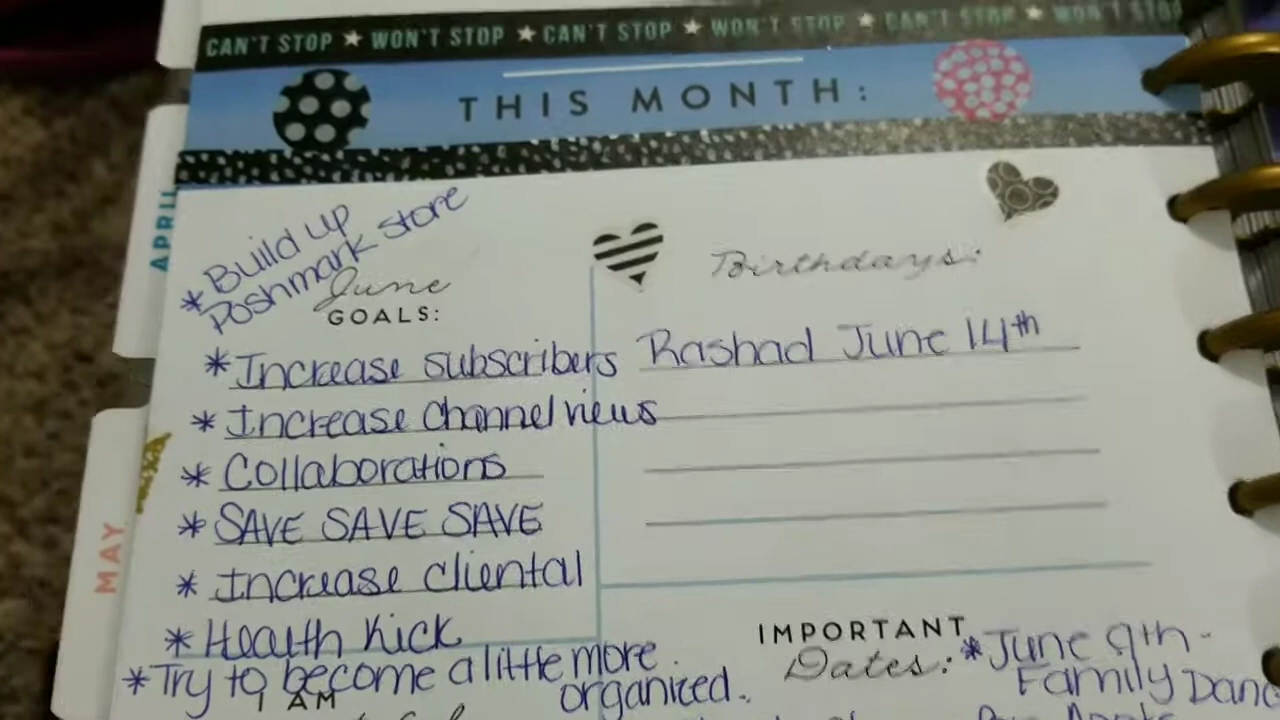 CAN'T STOP ★ WON'T STOP ★ CAN'T STOP ★ WON'T STOP ★ CAN'T STOP ★ WON'T STOP
THIS MONTH:
APRIL
* Build up
Poshmark store
June
GOALS:
* Increase subscribers
* Increase Channel views
* Collaborations
* SAVE SAVE SAVE
* Increase cliental
* Health Kick
* Try to become a little more
organized.
I AM
MAY
Birthdays:
Rashad June 14th
IMPORTANT
Dates:
* June 9th-
Family Danc